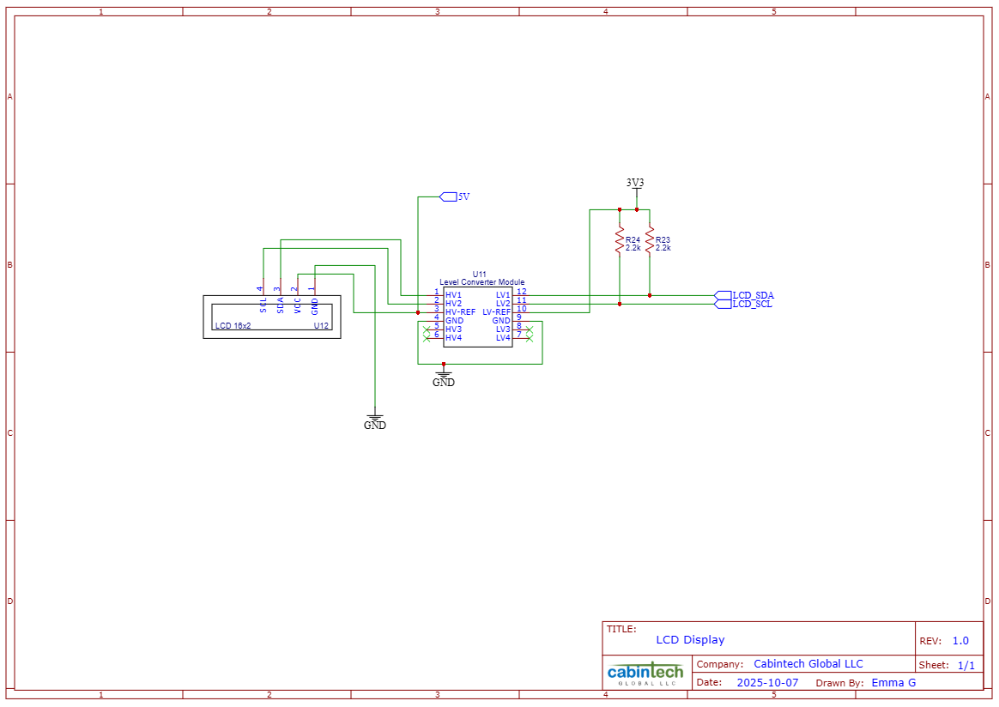 1 2 3 4 5
A A
3V3
5V
R24 R23
2.2k 2.2k
B B
U11
Level Converter Module
4 3 2 1
SCL SDA VCC GND
LCD 16x2 U12
1 HV1 LV1 12 LCD_SDA
2 HV2 LV2 11 LCD_SCL
3 HV-REF LV-REF 10
4 GND GND 9
5 HV3 LV3 8
6 HV4 LV4 7
GND
GND
C C
D D
TITLE:
LCD Display
REV: 1.0
cabintech
GLOBAL LLC
Company: Cabintech Global LLC
Sheet: 1/1
Date: 2025-10-07 Drawn By: Emma G
1 2 3 4 5